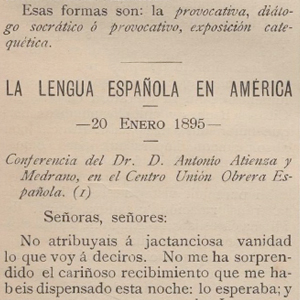 Esas formas son: la provocativa, diálo-
go socrático ó provocativo, exposición cate-
quética.
LA LENGUA ESPAÑOLA EN AMÉRICA
—20 ENERO 1895—
Conferencia del Dr. D. Antonio Atienza y
Medrano, en el Centro Unión Obrera Es-
pañola. (1)
Señoras, señores:
No atribuyais á jactanciosa vanidad
lo que voy á deciros. No me ha sorpren-
dido el cariñoso recibimiento que me ha-
beis dispensado esta noche: lo esperaba; y